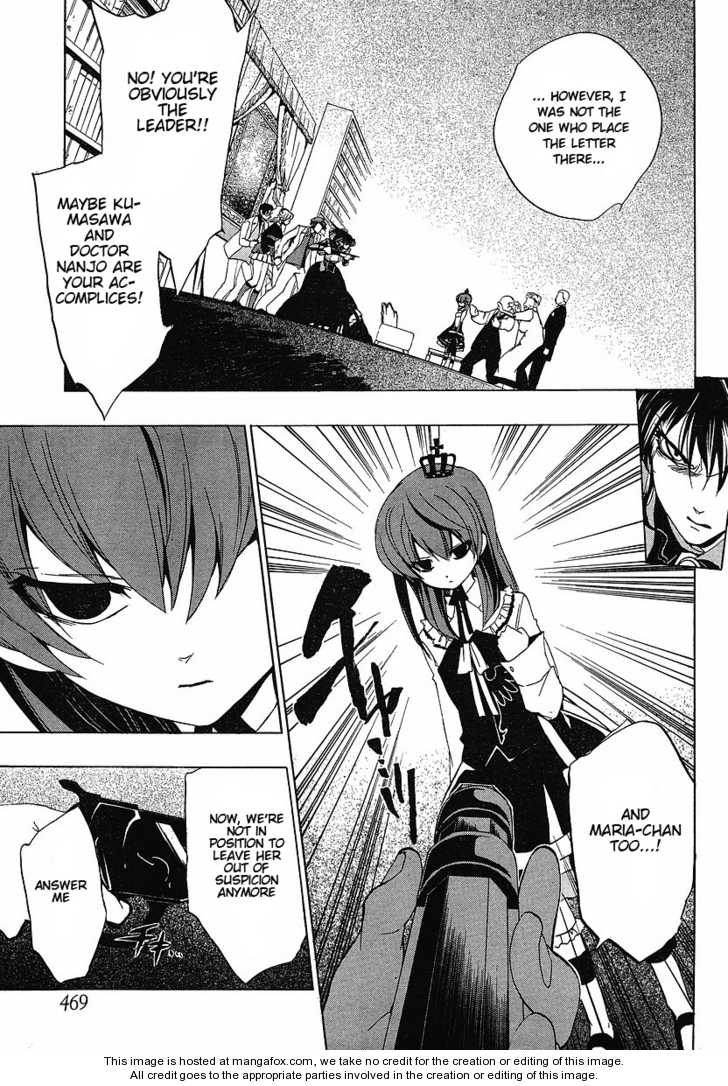 ... HOWEVER, I
WAS NOT THE
ONE WHO PLACE
THE LETTER
THERE...
NO! YOU'RE
OBVIOUSLY
THE
LEADER!!
MAYBE KU-
MASAWA
AND
DOCTOR
NANJO ARE
YOUR AC-
COMPLICES!
AND
MARIA-CHAN
TOO...!
NOW, WE'RE
NOT IN
POSITION TO
LEAVE HER
OUT OF
SUSPICION
ANYMORE
ANSWER
ME
469
This image is hosted at mangafox.com, we take no credit for the creation or editing of this image.
All credit goes to the appropriate parties involved in the creation or editing of this image.